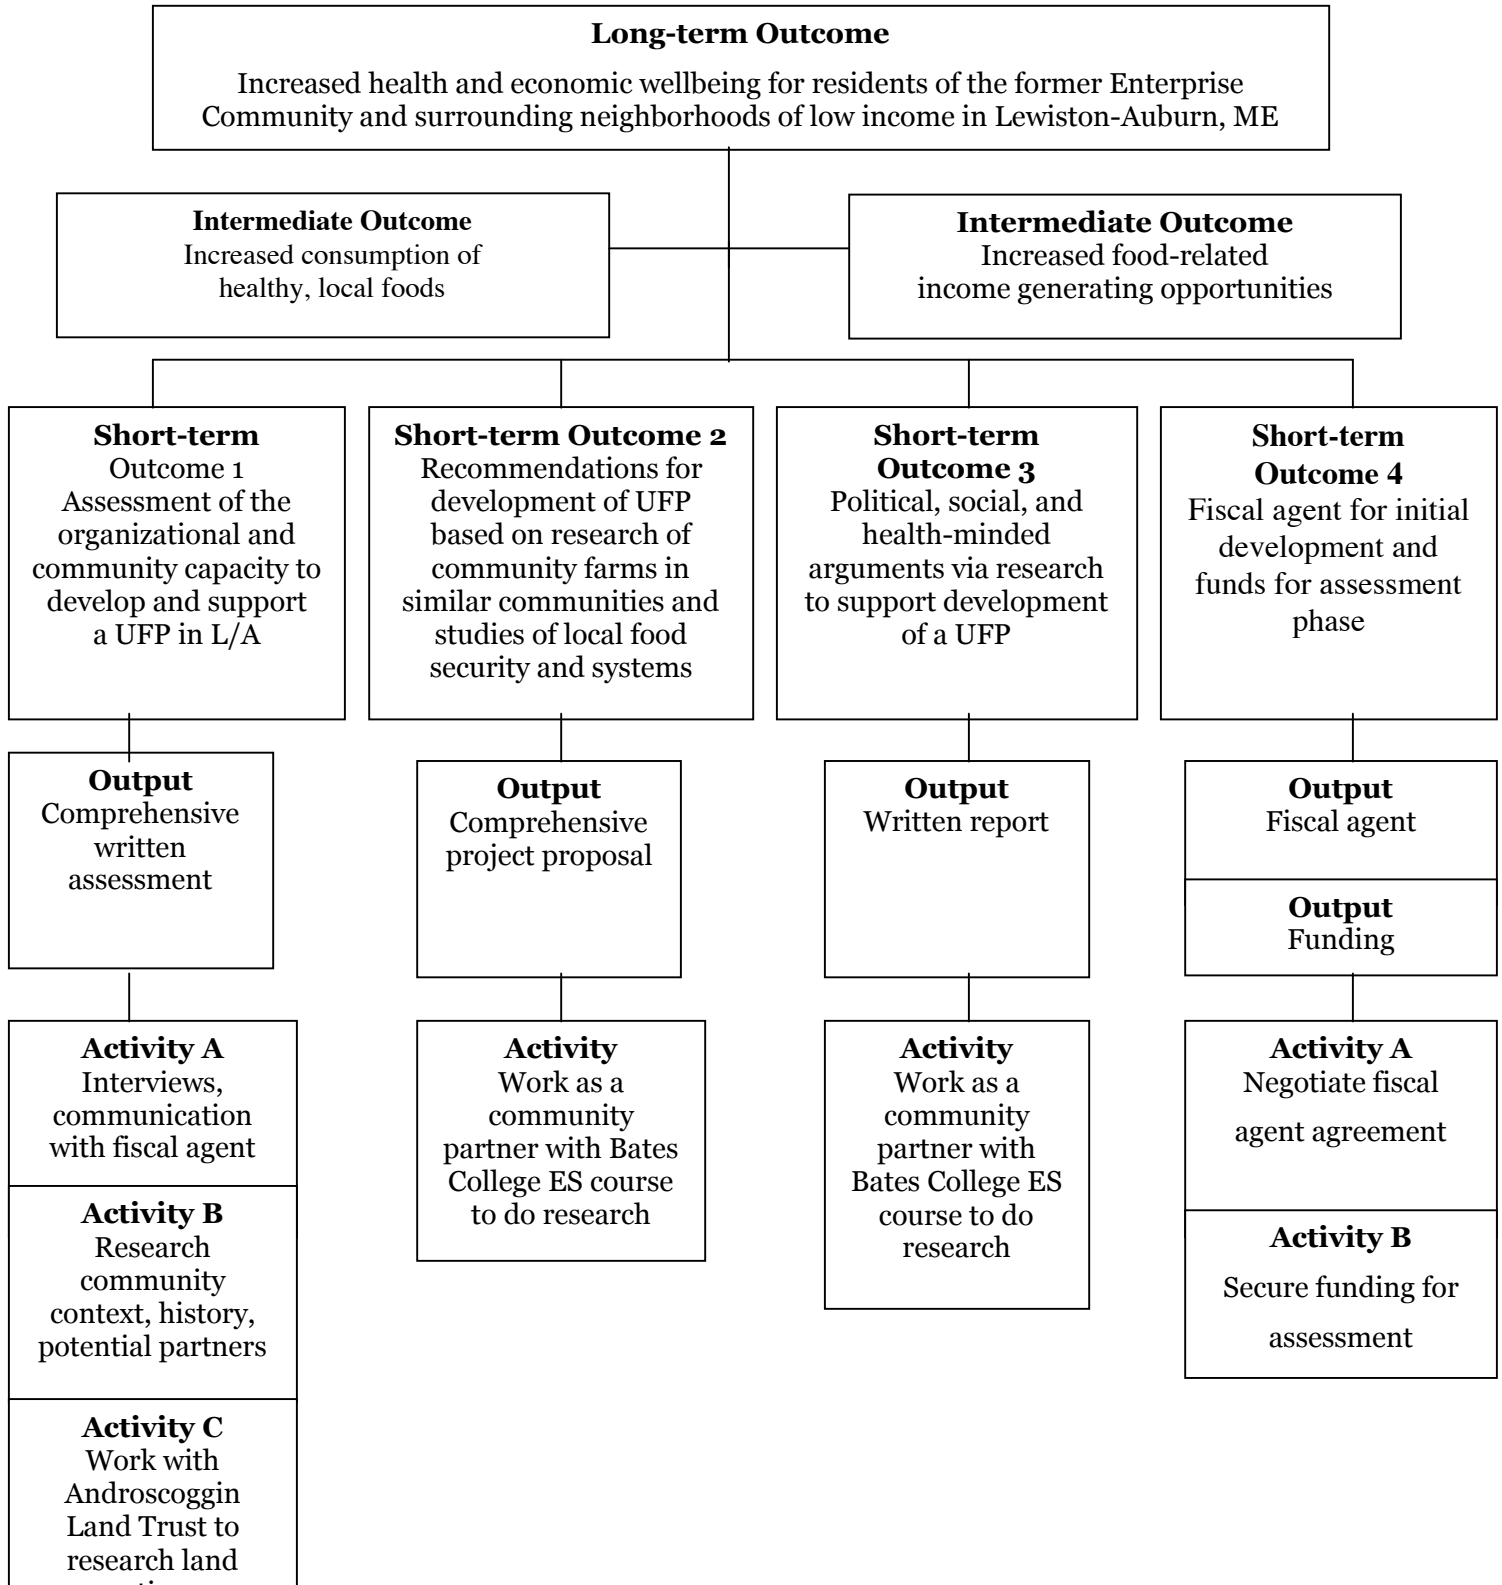 Long-term Outcome
Increased health and economic wellbeing for residents of the former Enterprise
Community and surrounding neighborhoods of low income in Lewiston-Auburn, ME
Intermediate Outcome
Increased consumption of
healthy, local foods
Intermediate Outcome
Increased food-related
income generating opportunities
Short-term
Outcome 1
Assessment of the
organizational and
community capacity to
develop and support
a UFP in L/A
Short-term Outcome 2
Recommendations for
development of UFP
based on research of
community farms in
similar communities and
studies of local food
security and systems
Short-term
Outcome 3
Political, social, and
health-minded
arguments via research
to support development
of a UFP
Short-term
Outcome 4
Fiscal agent for initial
development and
funds for assessment
phase
Output
Comprehensive
written
assessment
Output
Comprehensive
project proposal
Output
Written report
Output
Fiscal agent
Output
Funding
Activity A
Interviews,
communication
with fiscal agent
Activity B
Research
community
context, history,
potential partners
Activity C
Work with
Androscoggin
Land Trust to
research land
Activity
Work as a
community
partner with Bates
College ES course
to do research
Activity
Work as a
community
partner with
Bates College ES
course to do
research
Activity A
Negotiate fiscal
agent agreement
Activity B
Secure funding for
assessment